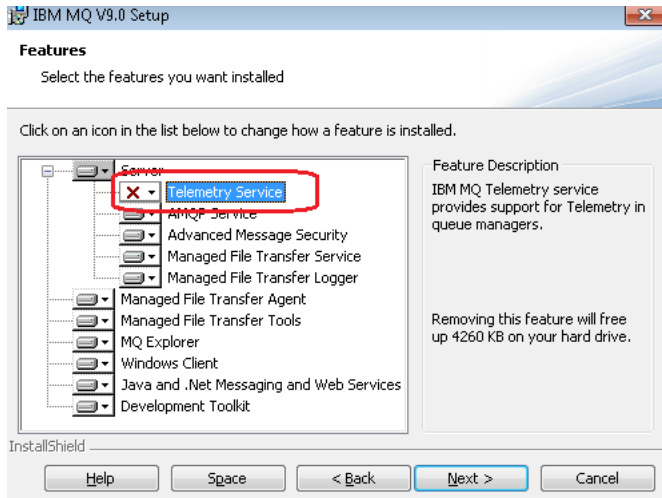 IBM MQ V9.0 Setup
Features
Select the features you want installed
Click on an icon in the list below to change how a feature is installed.
Server
Telemetry Service
AMQP Service
Advanced Message Security
Managed File Transfer Service
Managed File Transfer Logger
Managed File Transfer Agent
Managed File Transfer Tools
MQ Explorer
Windows Client
Java and .Net Messaging and Web Services
Development Toolkit
Feature Description
IBM MQ Telemetry service
provides support for Telemetry in
queue managers.
Removing this feature will free
up 4260 KB on your hard drive.
InstallShield
Help
Space
< Back
Next >
Cancel